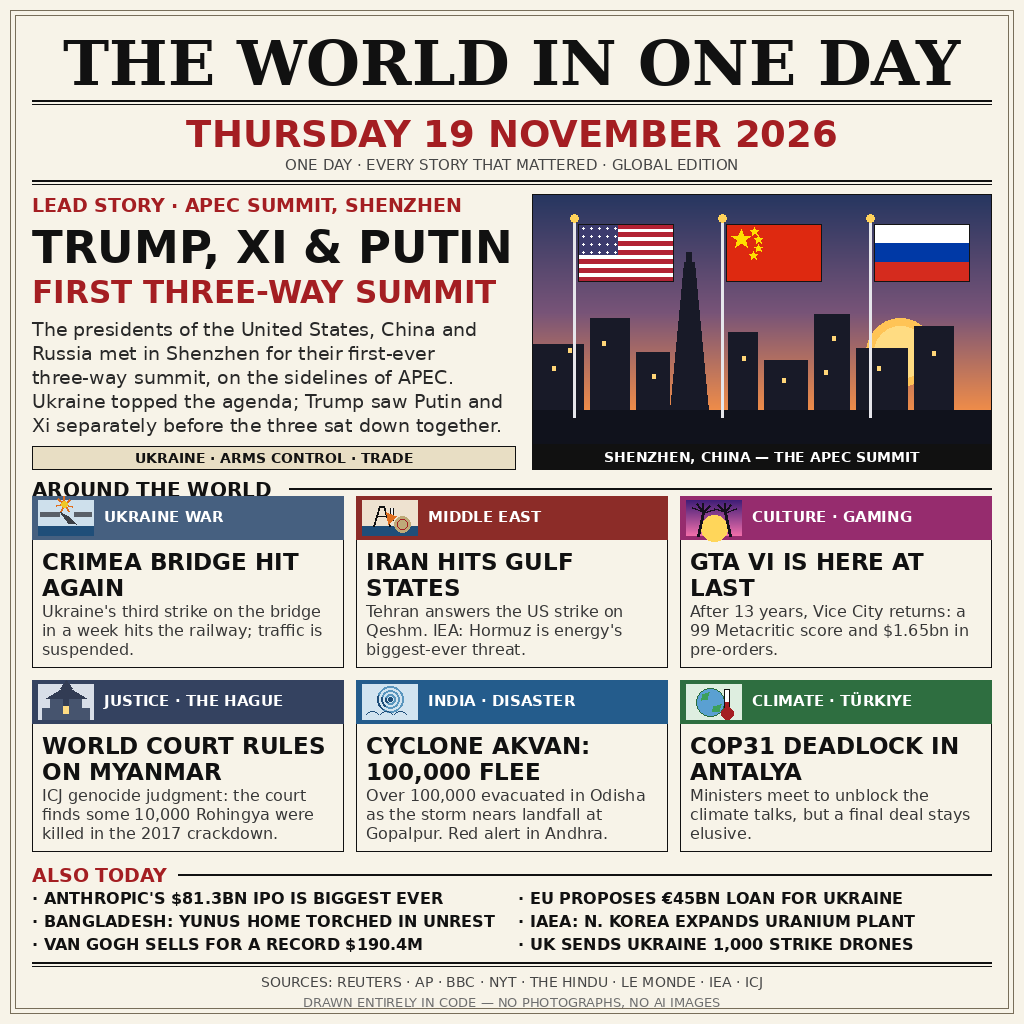 THE WORLD IN ONE DAY
THURSDAY 19 NOVEMBER 2026
ONE DAY · EVERY STORY THAT MATTERED · GLOBAL EDITION
LEAD STORY · APEC SUMMIT, SHENZHEN
TRUMP, XI & PUTIN
FIRST THREE-WAY SUMMIT
The presidents of the United States, China and
Russia met in Shenzhen for their first-ever
three-way summit, on the sidelines of APEC.
Ukraine topped the agenda; Trump saw Putin and
Xi separately before the three sat down together.
UKRAINE · ARMS CONTROL · TRADE
SHENZHEN, CHINA — THE APEC SUMMIT
AROUND THE WORLD
UKRAINE WAR
CRIMEA BRIDGE HIT
AGAIN
Ukraine's third strike on the bridge
in a week hits the railway; traffic is
suspended.
MIDDLE EAST
IRAN HITS GULF
STATES
Tehran answers the US strike on
Qeshm. IEA: Hormuz is energy's
biggest-ever threat.
CULTURE · GAMING
GTA VI IS HERE AT
LAST
After 13 years, Vice City returns: a
99 Metacritic score and $1.65bn in
pre-orders.
JUSTICE · THE HAGUE
WORLD COURT RULES
ON MYANMAR
ICJ genocide judgment: the court
finds some 10,000 Rohingya were
killed in the 2017 crackdown.
INDIA · DISASTER
CYCLONE AKVAN:
100,000 FLEE
Over 100,000 evacuated in Odisha
as the storm nears landfall at
Gopalpur. Red alert in Andhra.
CLIMATE · TÜRKIYE
COP31 DEADLOCK IN
ANTALYA
Ministers meet to unblock the
climate talks, but a final deal stays
elusive.
ALSO TODAY
· ANTHROPIC'S $81.3BN IPO IS BIGGEST EVER
· BANGLADESH: YUNUS HOME TORCHED IN UNREST
· VAN GOGH SELLS FOR A RECORD $190.4M
· EU PROPOSES €45BN LOAN FOR UKRAINE
· IAEA: N. KOREA EXPANDS URANIUM PLANT
· UK SENDS UKRAINE 1,000 STRIKE DRONES
SOURCES: REUTERS · AP · BBC · NYT · THE HINDU · LE MONDE · IEA · ICJ
DRAWN ENTIRELY IN CODE — NO PHOTOGRAPHS, NO AI IMAGES